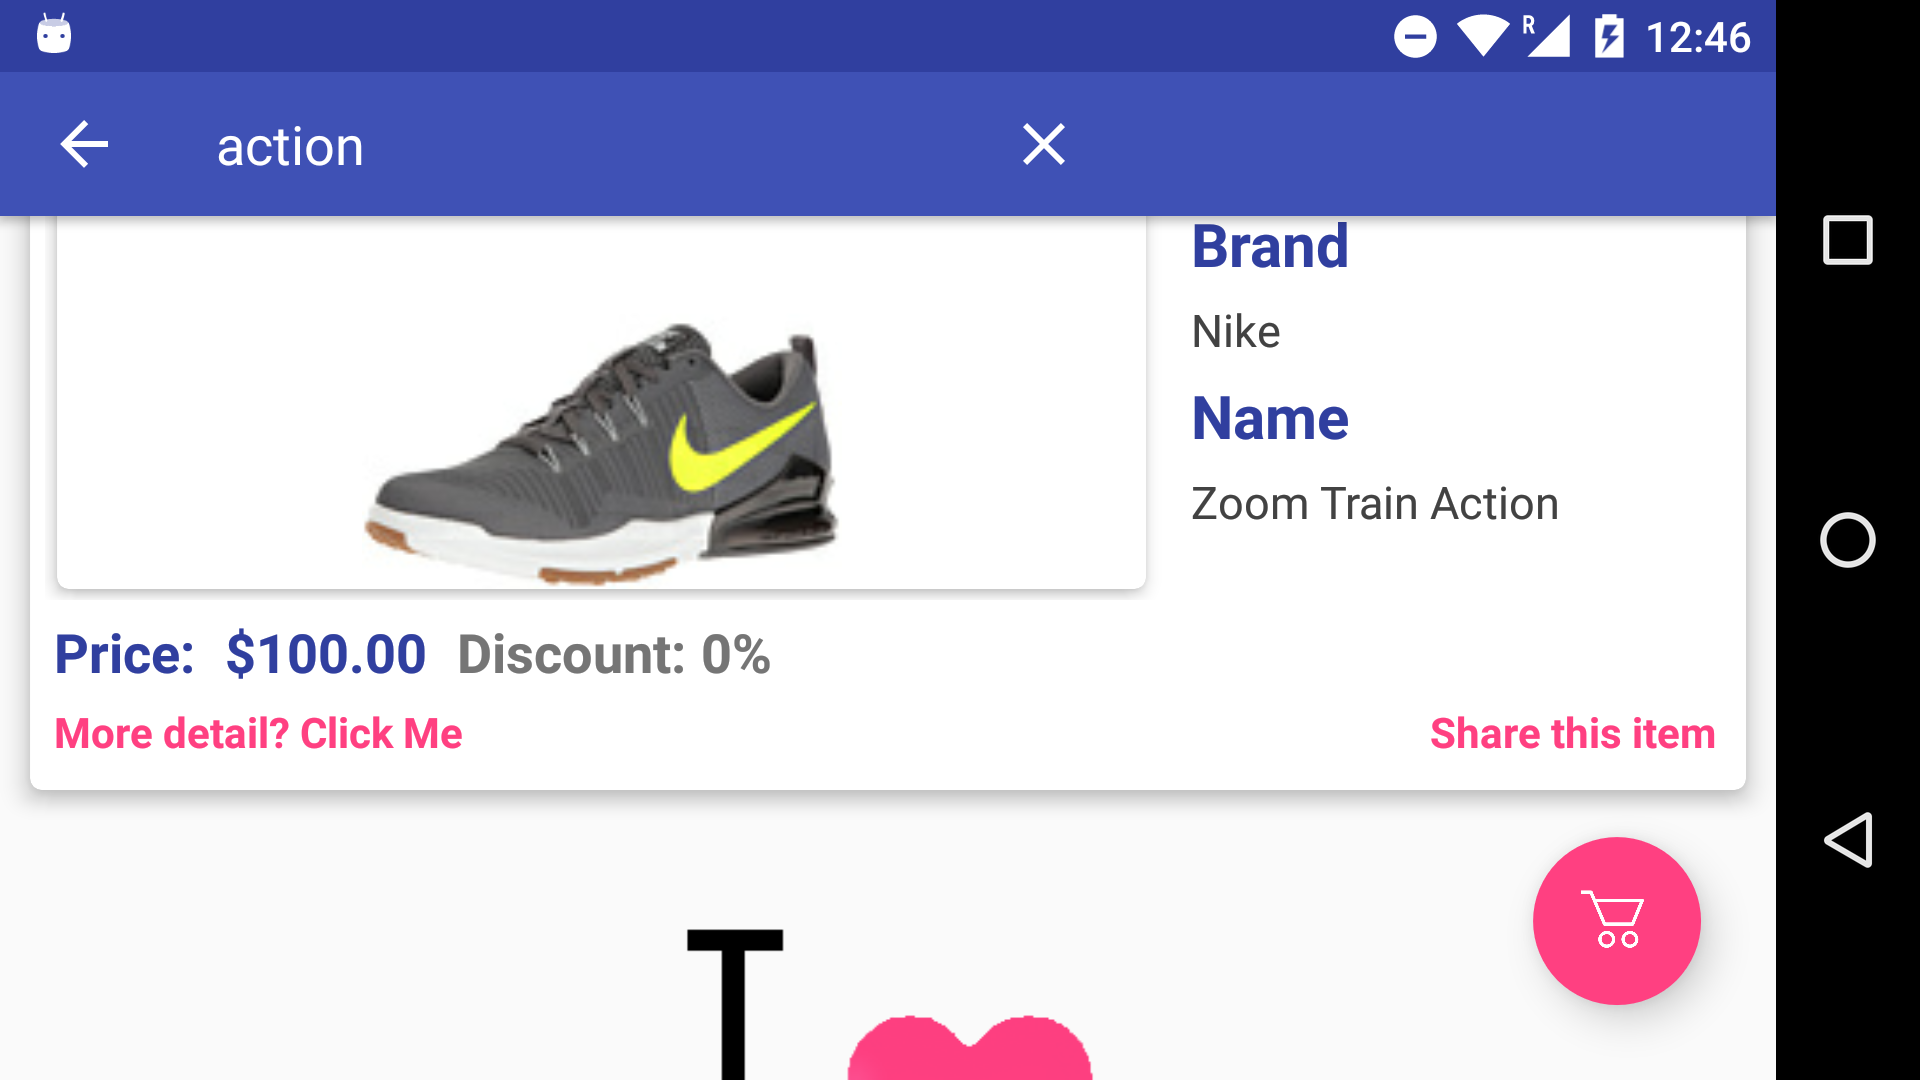 R 12:46
action
Brand
Nike
Name
Zoom Train Action
Price: $100.00 Discount: 0%
More detail? Click Me
Share this item
I